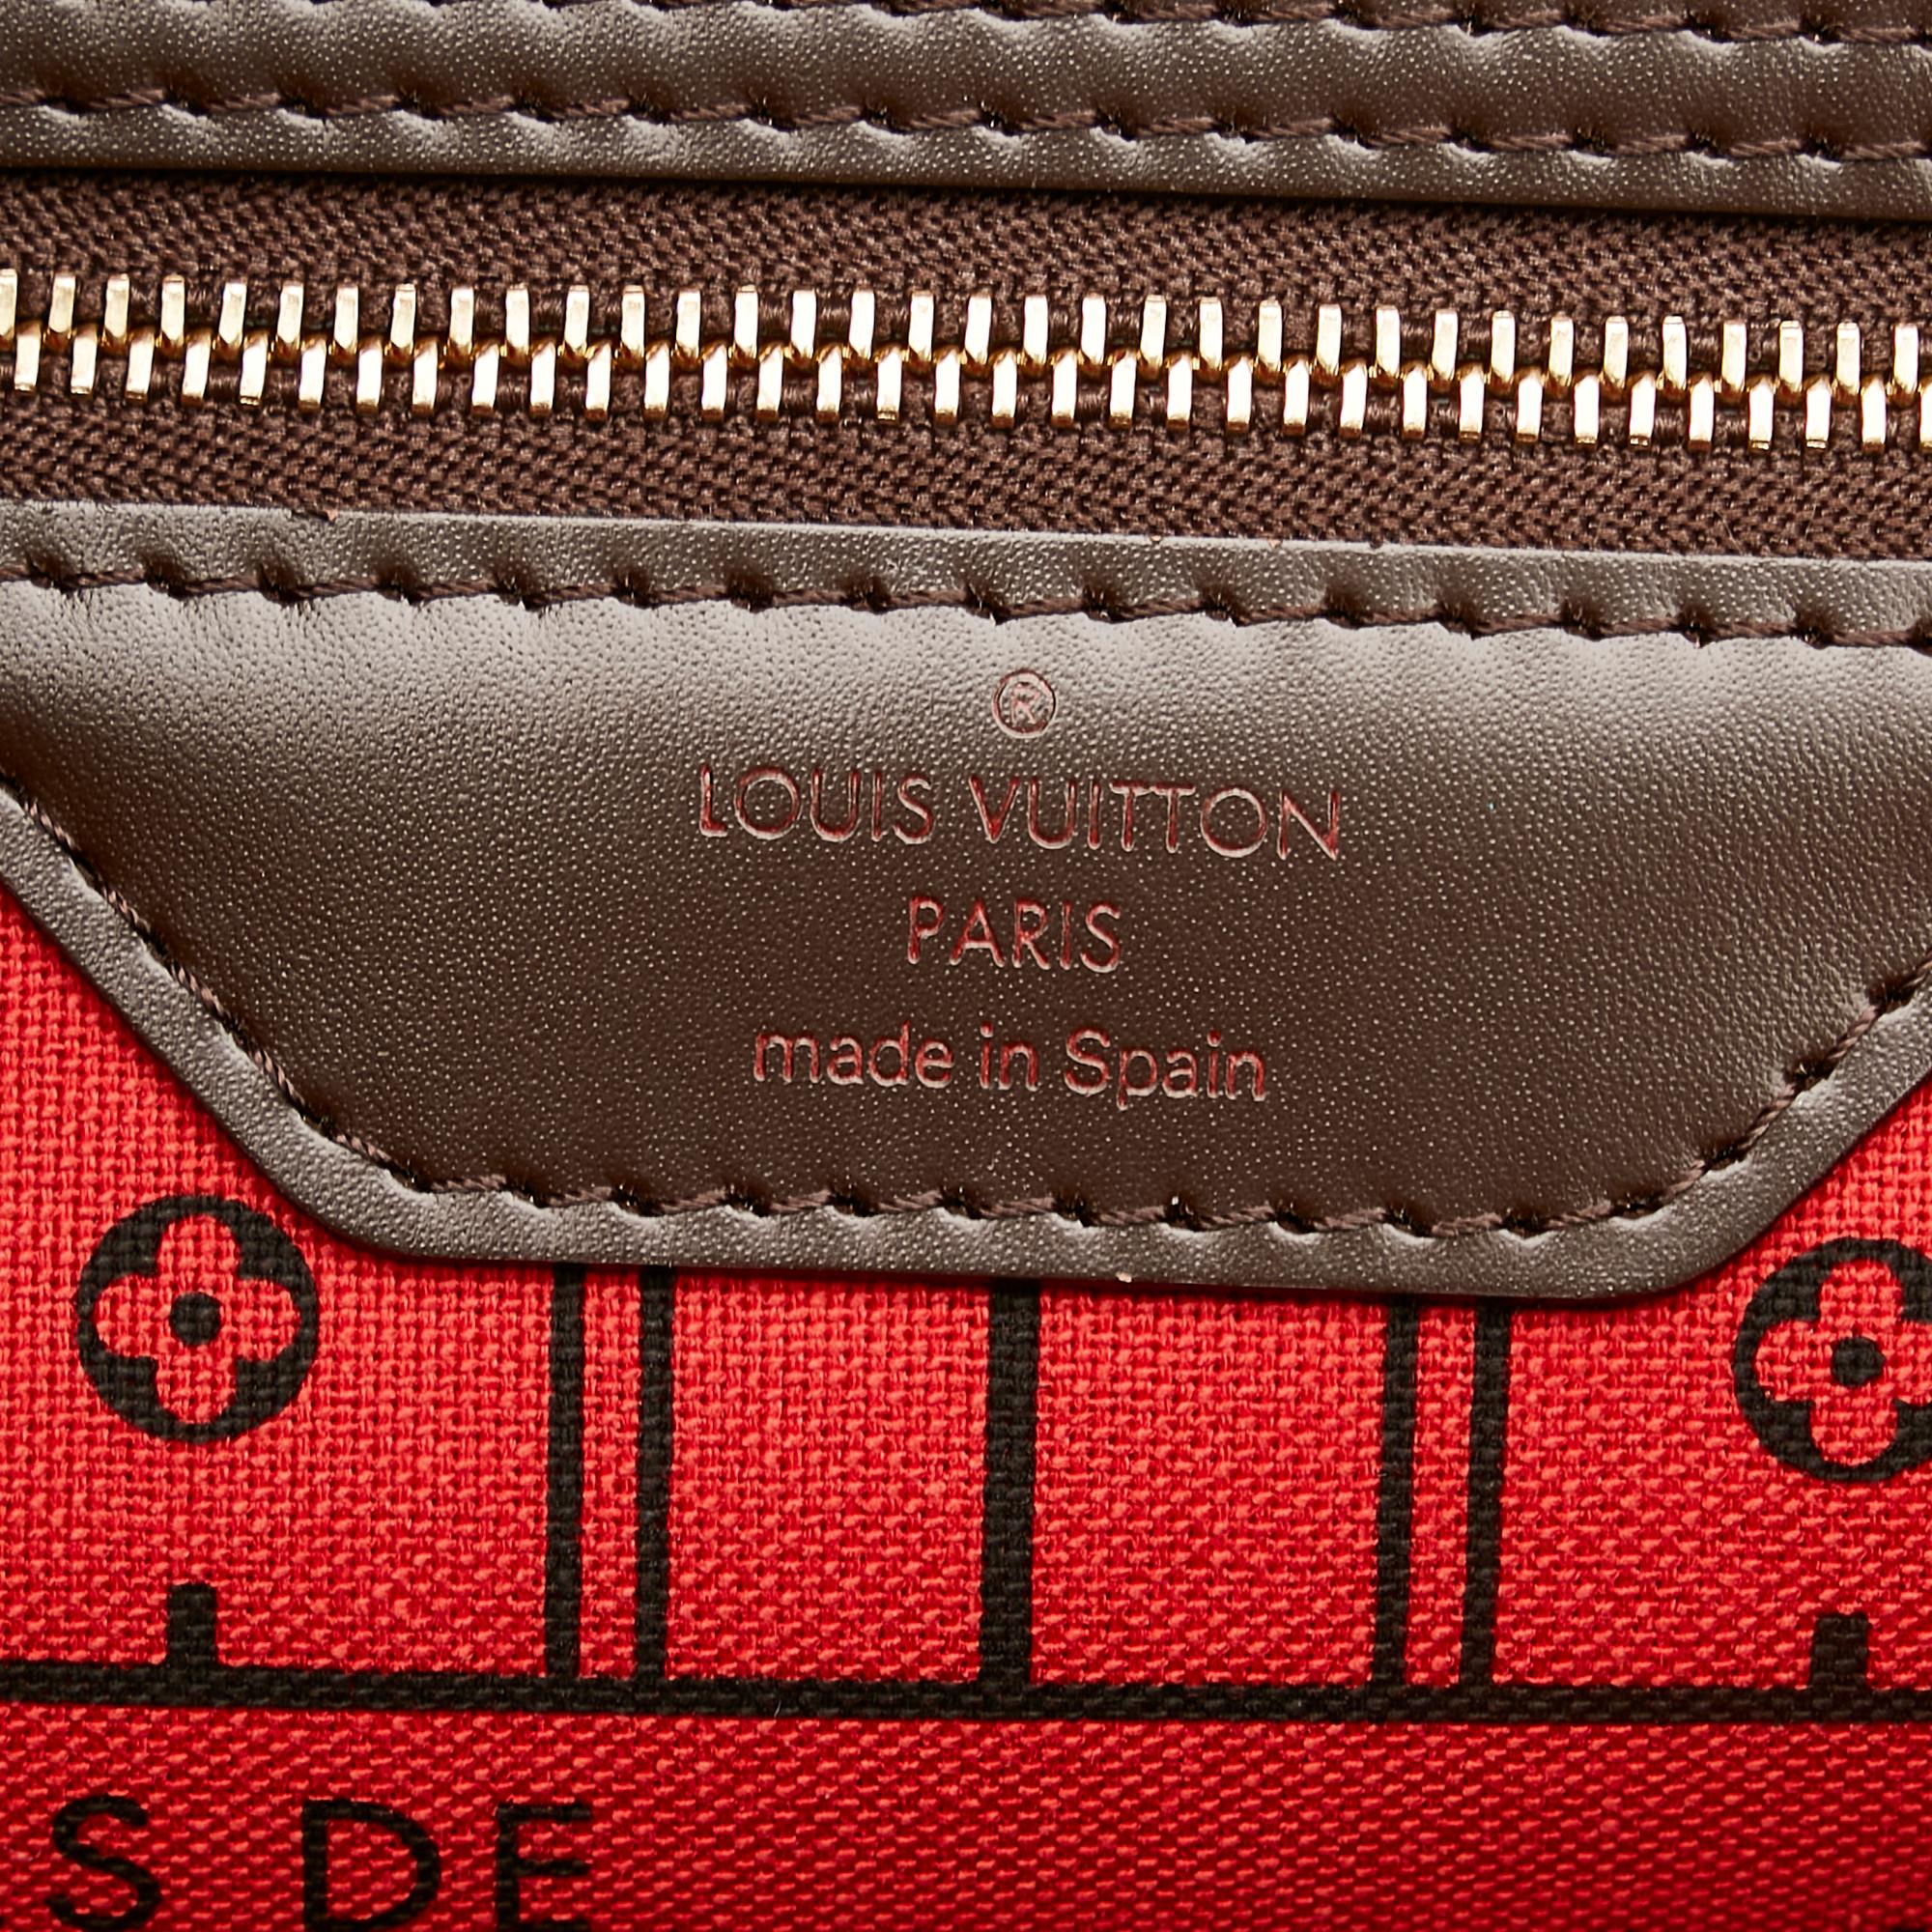 ®
LOUIS VUITTON
PARIS
made in Spain
S DE